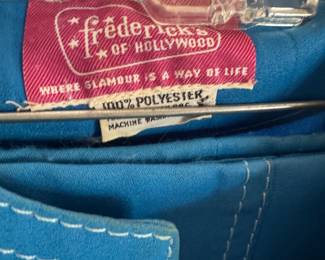 frederick's
OF HOLLYWOOD
WHERE GLAMOUR IS A WAY OF LIFE
100% POLYESTER
MACHINE WASH